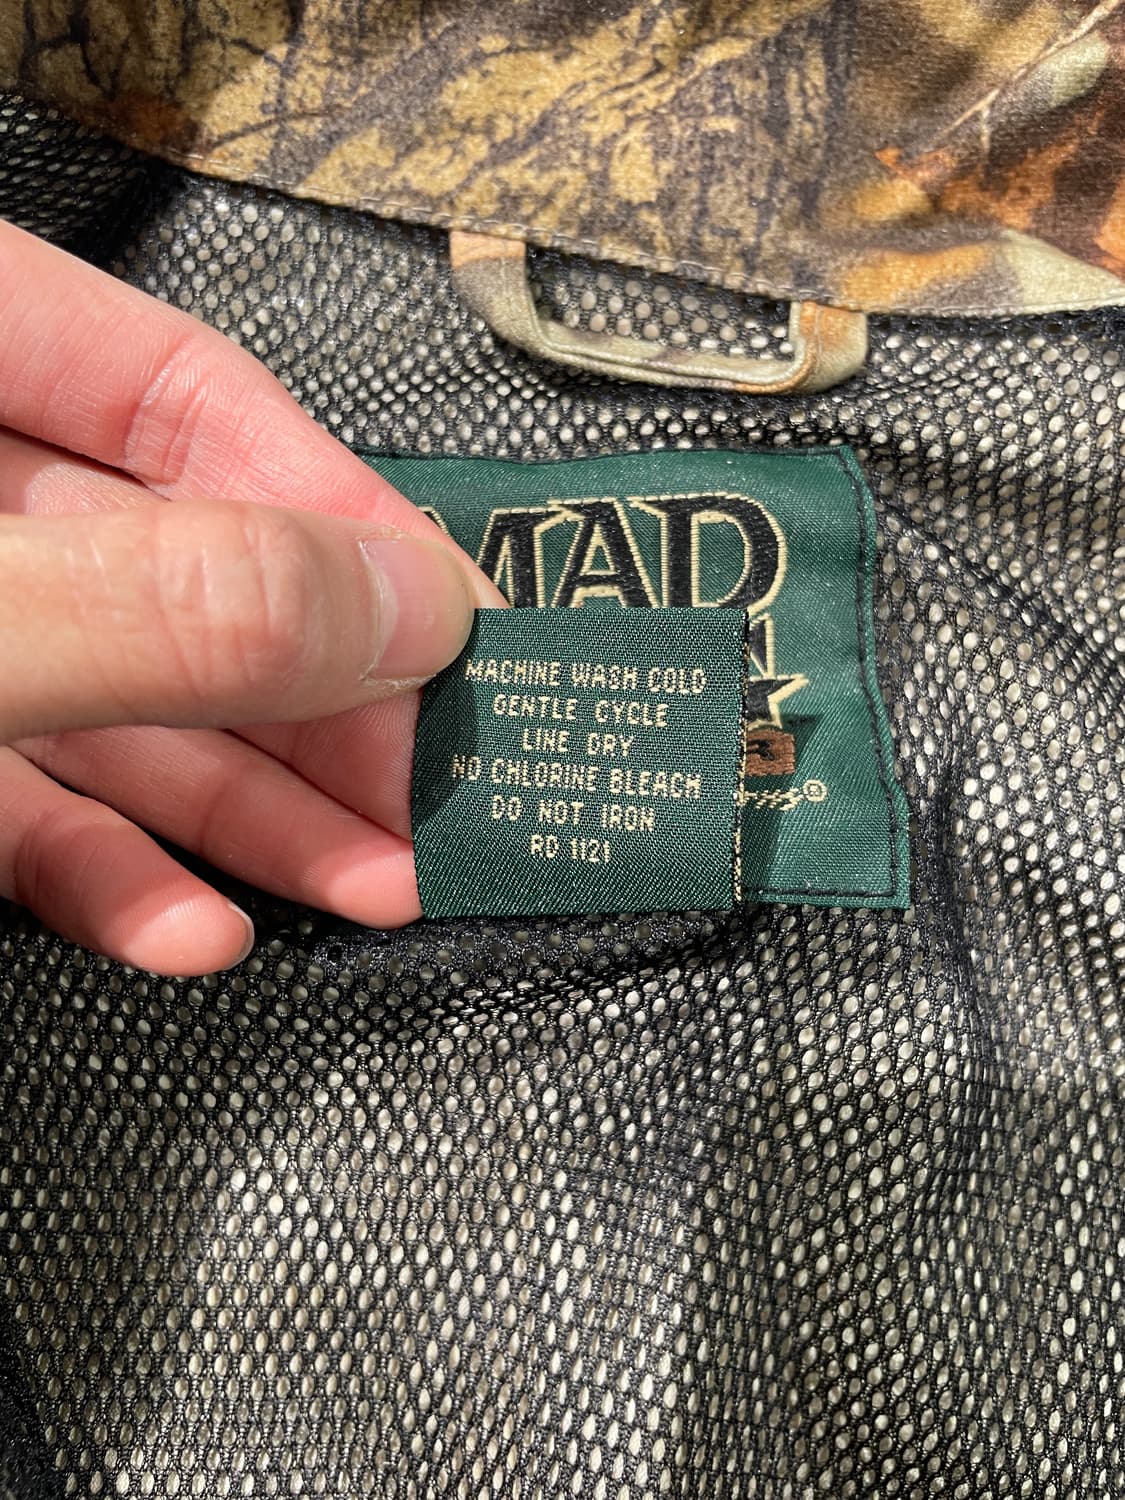 MAD
MACHINE WASH COLD
GENTLE CYCLE
LINE DRY
NO CHLORINE BLEACH
DO NOT IRON
RD 1121